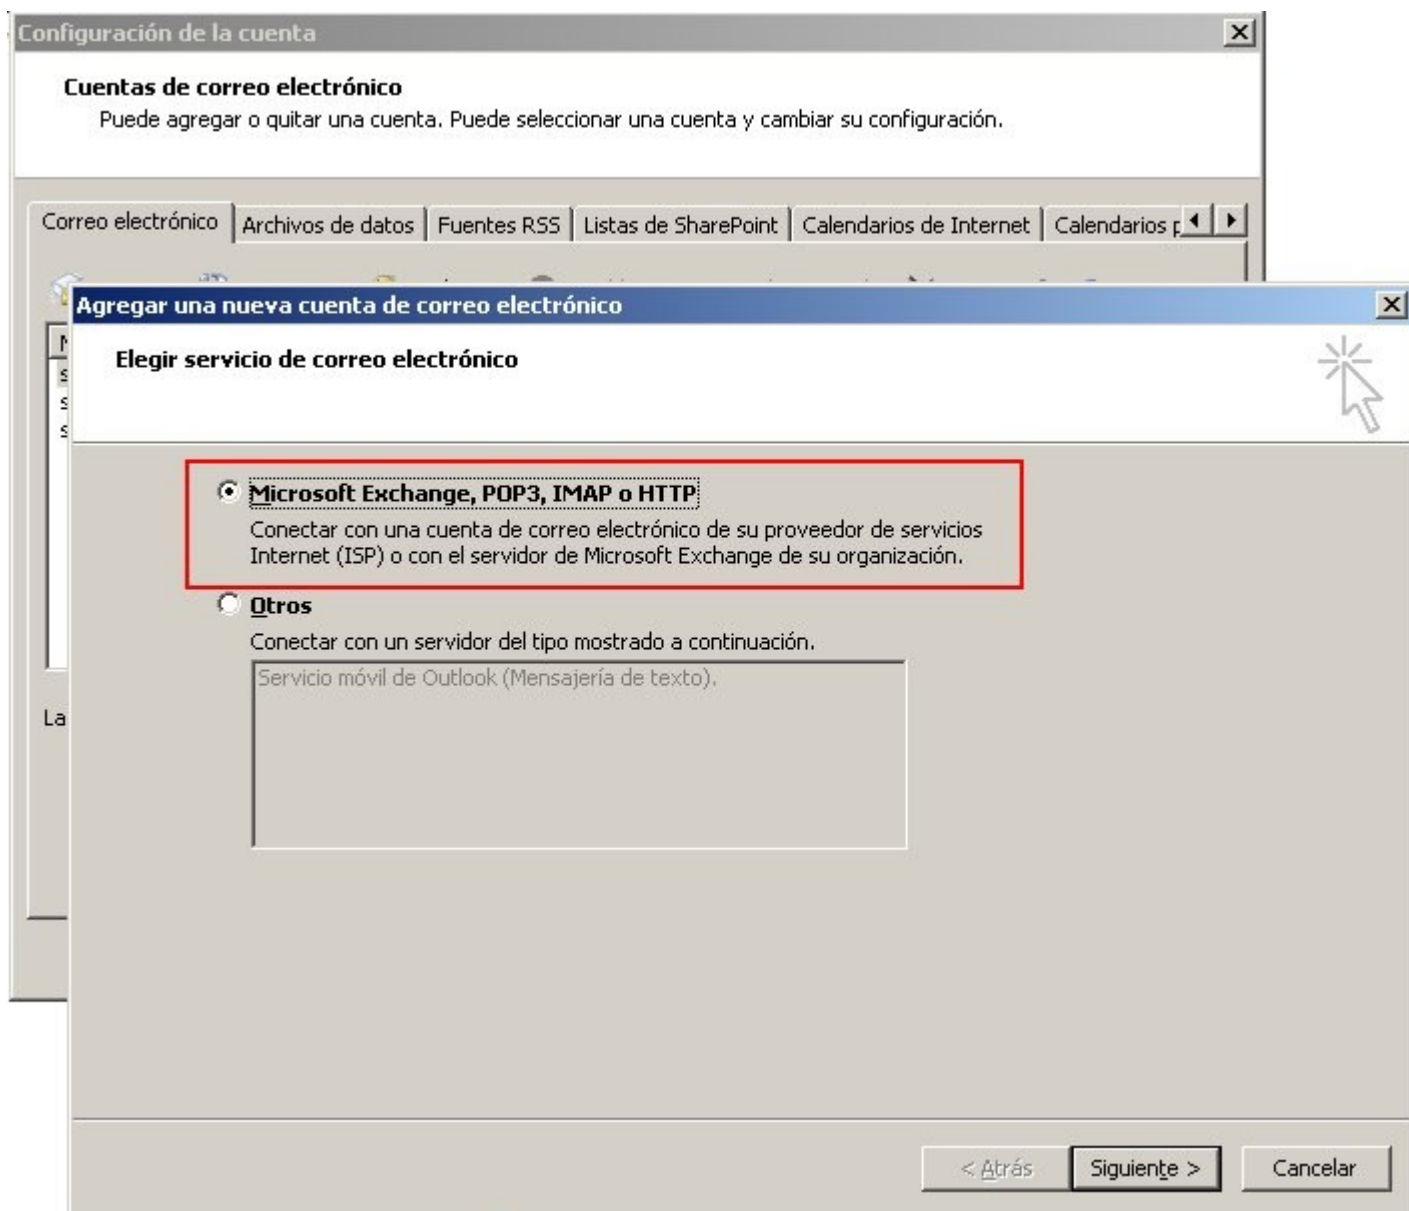 Configuración de la cuenta
Cuentas de correo electrónico
Puede agregar o quitar una cuenta. Puede seleccionar una cuenta y cambiar su configuración.
Correo electrónico Archivos de datos Fuentes RSS Listas de SharePoint Calendarios de Internet Calendarios
Agregar una nueva cuenta de correo electrónico
Elegir servicio de correo electrónico
Microsoft Exchange, POP3, IMAP o HTTP
Conectar con una cuenta de correo electrónico de su proveedor de servicios
Internet (ISP) o con el servidor de Microsoft Exchange de su organización.
Otros
Conectar con un servidor del tipo mostrado a continuación.
Servicio móvil de Outlook (Mensajería de texto).
La
< Atrás Siguiente > Cancelar